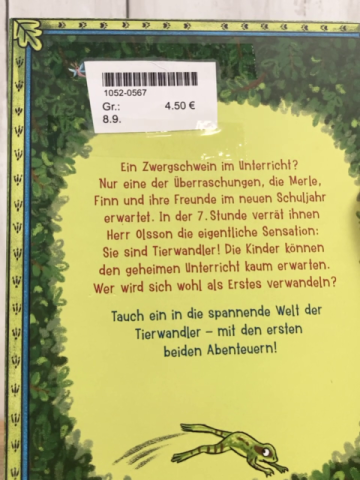 1052-0567
Gr.: 4.50 €
8.9.
Ein Zwergschwein im Unterricht?
Nur eine der Überraschungen, die Merle,
Finn und ihre Freunde im neuen Schuljahr
erwartet. In der 7. Stunde verrät ihnen
Herr Olsson die eigentliche Sensation:
Sie sind Tierwandler! Die Kinder können
den geheimen Unterricht kaum erwarten.
Wer wird sich wohl als Erstes verwandeln?
Tauch ein in die spannende Welt der
Tierwandler – mit den ersten
beiden Abenteuern!